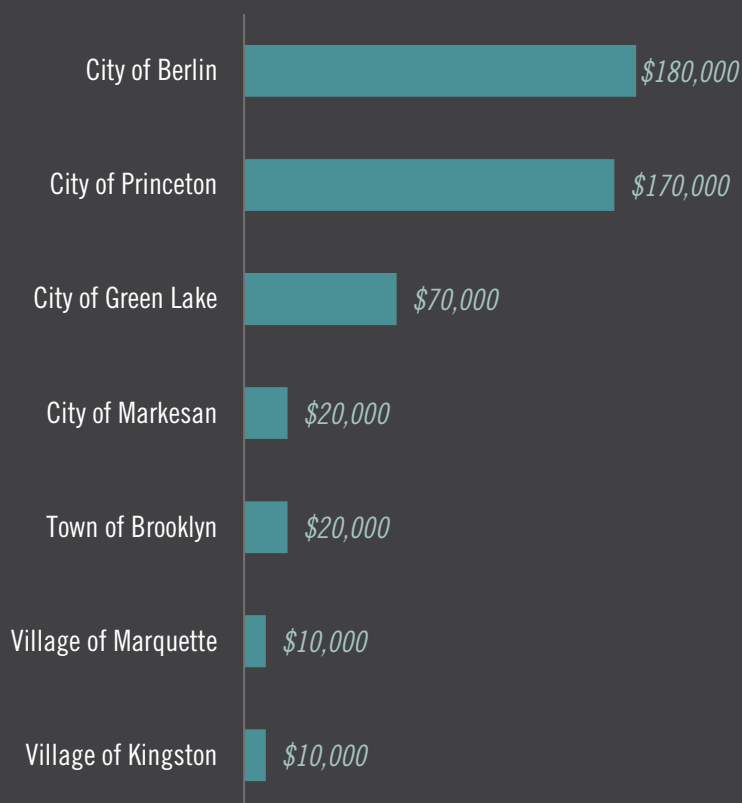 City of Berlin $180,000
City of Princeton $170,000
City of Green Lake $70,000
City of Markesan $20,000
Town of Brooklyn $20,000
Village of Marquette $10,000
Village of Kingston $10,000